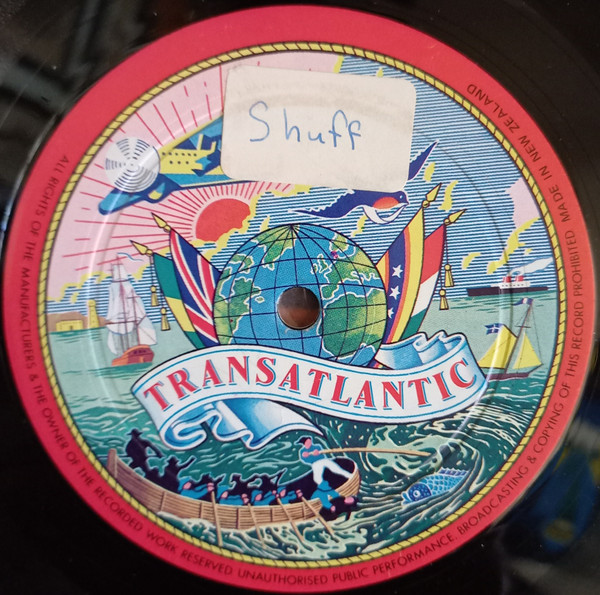 Shuff
TRANSATLANTIC
ALL RIGHTS OF THE MANUFACTURERS & THE OWNER OF THE RECORDED WORK RESERVED UNAUTHORISED PUBLIC PERFORMANCE. BROADCASTING & COPYING OF THIS RECORD PROHIBITED MADE IN NEW ZEALAND